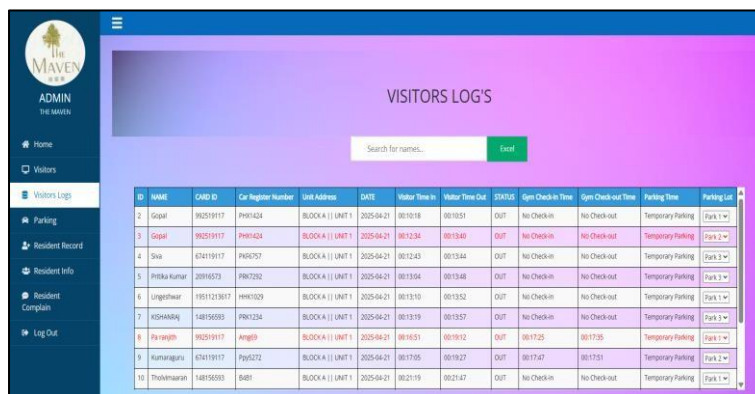 THE
MAVEN
ADMIN
THE MAVEN
Home
Visitors
Visitors Logs
Parking
Resident Record
Resident Info
Resident
Complain
Log Out
VISITORS LOG'S
Search for names...
Excel
ID NAME CARD ID Car Register Number Unit Address DATE Visitor Time In Visitor Time Out STATUS Gym Check-in Time Gym Check-out Time Parking Time Parking Lot
2 Gopal 992519117 PHX1424 BLOCK A || UNIT 1 2025-04-21 00:10:18 00:10:51 OUT No Check-in No Check-out Temporary Parking Park 1
3 Gopal 992519117 PHX1424 BLOCK A || UNIT 1 2025-04-21 00:12:34 00:13:40 OUT No Check-in No Check-out Temporary Parking Park 2
4 Siva 674119117 PKR6757 BLOCK A || UNIT 1 2025-04-21 00:12:43 00:13:44 OUT No Check-in No Check-out Temporary Parking Park 3
5 Pritika Kumar 20916573 PRK7292 BLOCK A || UNIT 1 2025-04-21 00:13:04 00:13:48 OUT No Check-in No Check-out Temporary Parking Park 3
6 Lingeshwar 19511213617 HHK1029 BLOCK A || UNIT 1 2025-04-21 00:13:10 00:13:52 OUT No Check-in No Check-out Temporary Parking Park 1
7 KISHANRAJ 148156593 PRK1234 BLOCK A || UNIT 1 2025-04-21 00:13:19 00:13:57 OUT No Check-in No Check-out Temporary Parking Park 3
8 Pa ranjith 992519117 Amg69 BLOCK A || UNIT 1 2025-04-21 00:16:51 00:19:12 OUT 00:17:25 00:17:35 Temporary Parking Park 1
9 Kumaraguru 674119117 Ppy5272 BLOCK A || UNIT 1 2025-04-21 00:17:05 00:19:27 OUT 00:17:47 00:17:51 Temporary Parking Park 2
10 Tholvimaaran 148156593 B4B1 BLOCK A || UNIT 1 2025-04-21 00:21:19 00:21:47 OUT No Check-in No Check-out Temporary Parking Park 1